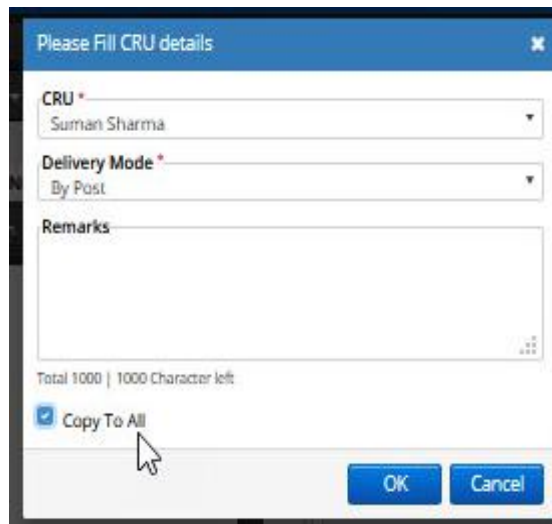 Please Fill CRU details
CRU *
Suman Sharma
Delivery Mode *
By Post
Remarks
Total 1000 | 1000 Character left
Copy To All
OK Cancel